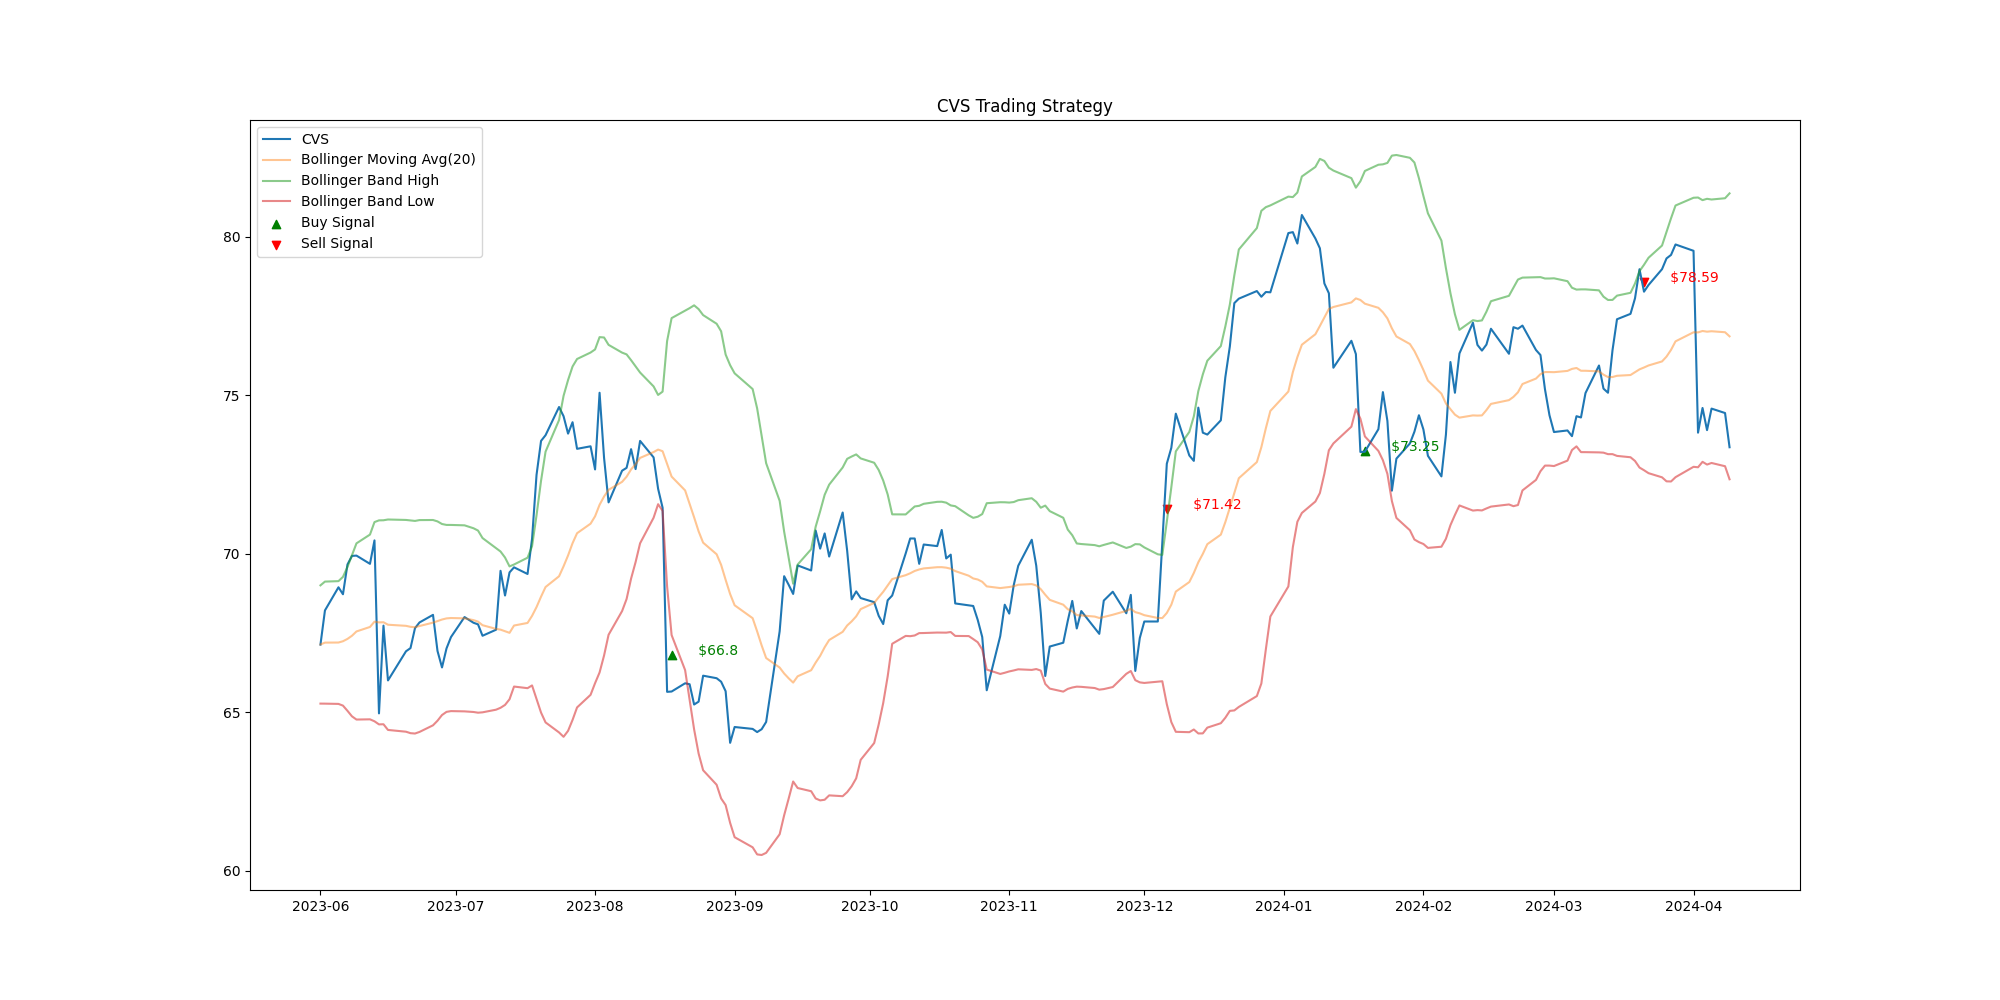 CVS Trading Strategy
CVS
Bollinger Moving Avg(20)
Bollinger Band High
Bollinger Band Low
Buy Signal
Sell Signal
80
75
70
65
60
$78.59
$73.25
$71.42
$66.8
2023-06 2023-07 2023-08 2023-09 2023-10 2023-11 2023-12 2024-01 2024-02 2024-03 2024-04